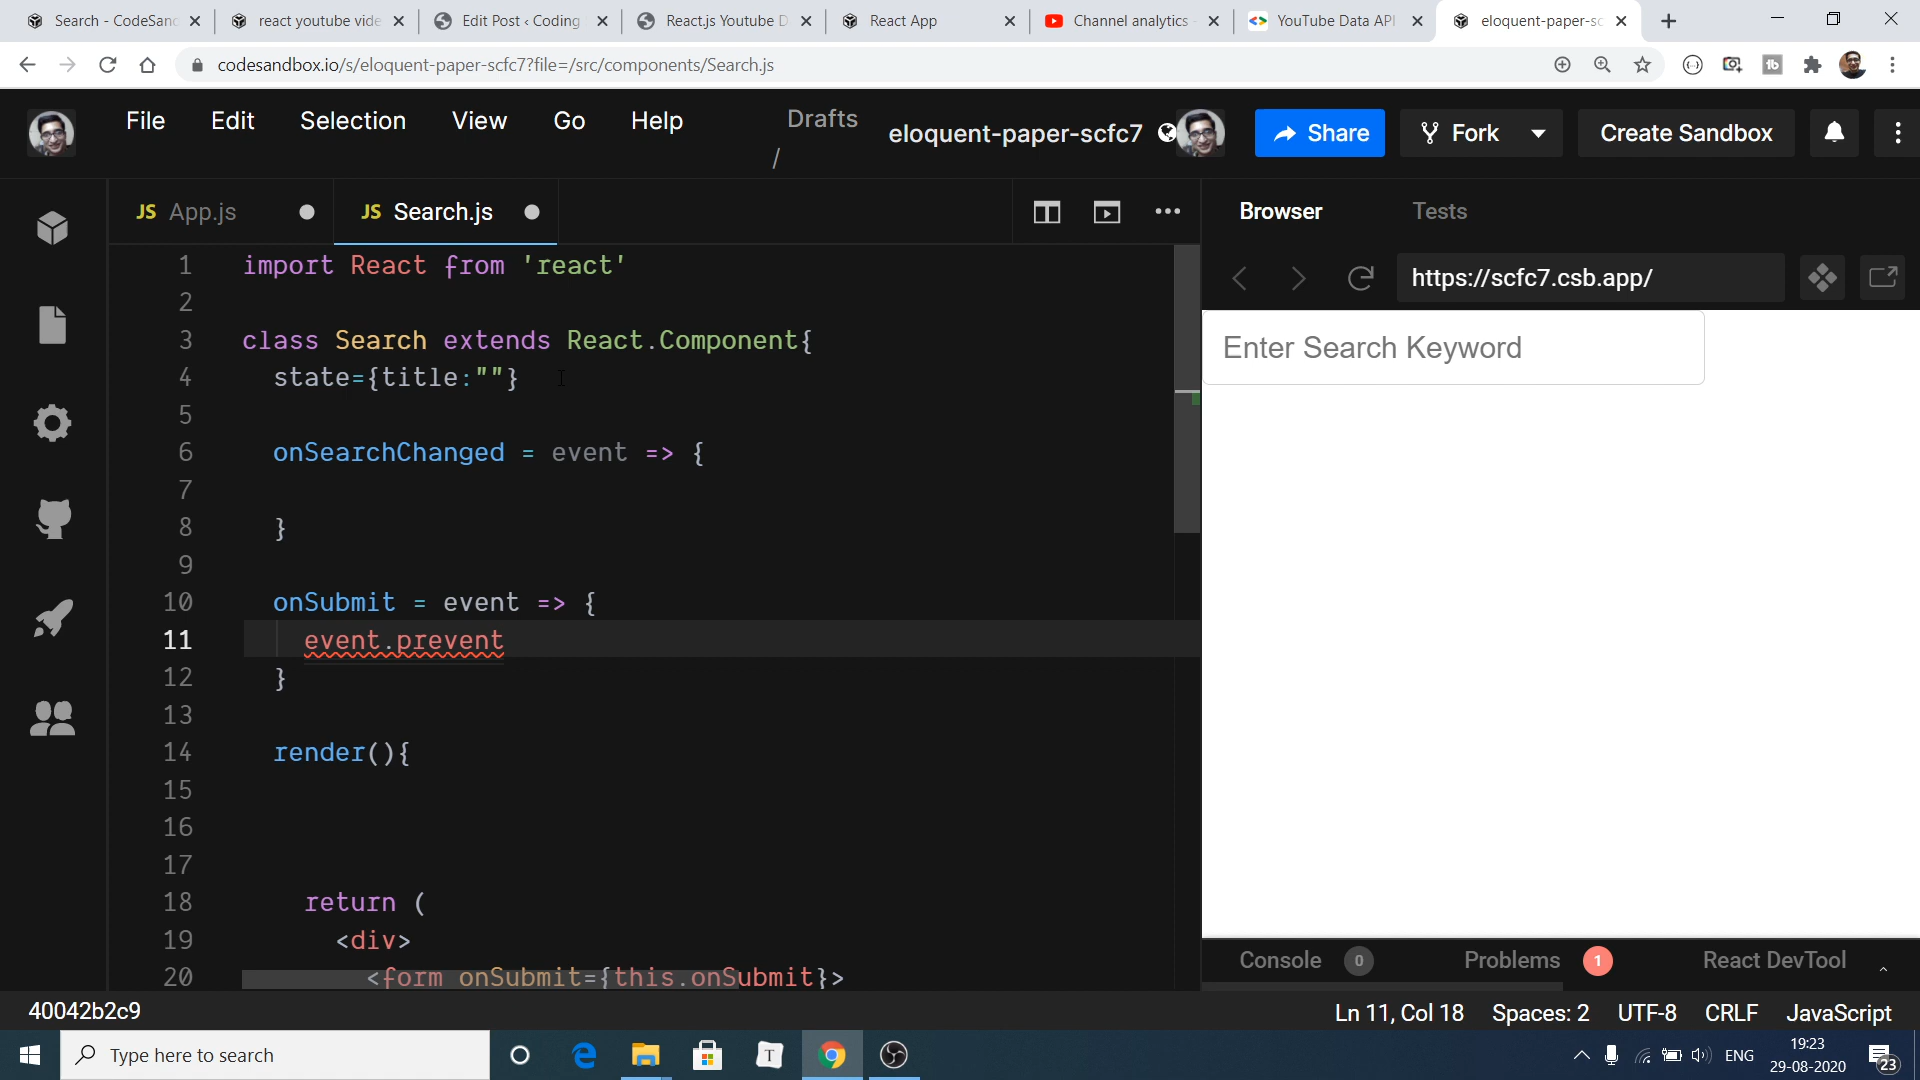 Search - CodeSan
react youtube vide
Edit Post ‹ Coding
React.js Youtube D
React App
Channel analytics -
YouTube Data API
eloquent-paper-sc
codesandbox.io/s/eloquent-paper-scfc7?file=/src/components/Search.js
File Edit Selection View Go Help
Drafts
/
eloquent-paper-scfc7
Share
Fork
Create Sandbox
JS App.js
JS Search.js
Browser
Tests
https://scfc7.csb.app/
1 import React from 'react'
2
3 class Search extends React.Component{
4 state={title:""}
5
6 onSearchChanged = event => {
7
8 }
9
10 onSubmit = event => {
11 event.prevent
12 }
13
14 render(){
15
16
17
18 return (
19 <div>
20 <form onSubmit={this.onSubmit}>
Enter Search Keyword
Console 0
Problems 1
React DevTool
40042b2c9
Ln 11, Col 18 Spaces: 2 UTF-8 CRLF JavaScript
Type here to search
T
ENG
19:23
29-08-2020
23